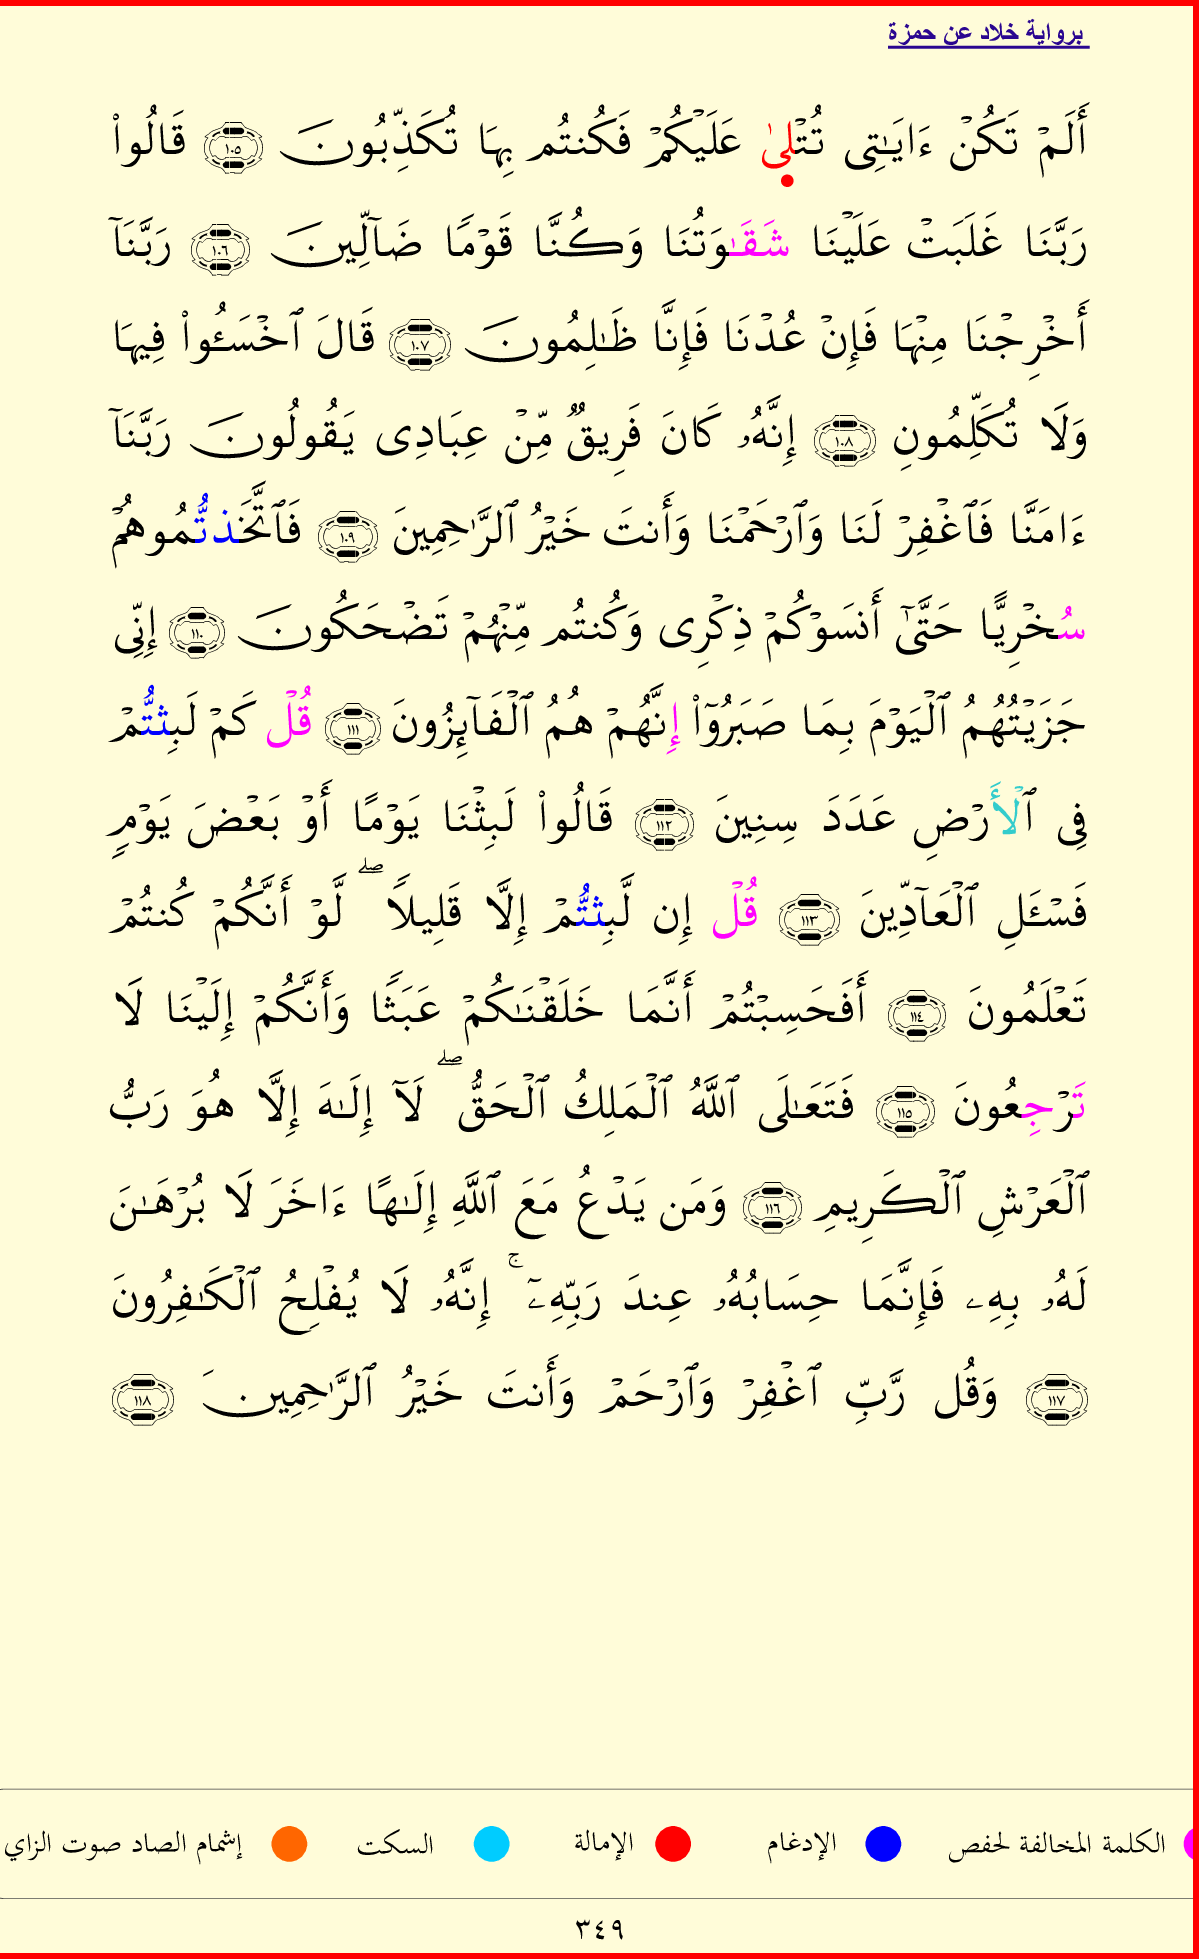 برواية خلاد عن حمزة
أَلَمْ تَكُنْ ءَايَـٰتِى تُتْلىٰ عَلَيْكُمْ فَكُنتُم بِهَا تُكَذِّبُونَ ١٠٥ قَالُوا۟
رَبَّنَا غَلَبَتْ عَلَيْنَا شَقَـٰوَتُنَا وَكُنَّا قَوْمًا ضَآلِّينَ ١٠٦ رَبَّنَآ
أَخْرِجْنَا مِنْهَا فَإِنْ عُدْنَا فَإِنَّا ظَـٰلِمُونَ ١٠٧ قَالَ ٱخْسَـُٔوا۟ فِيهَا
وَلَا تُكَلِّمُونِ ١٠٨ إِنَّهُۥ كَانَ فَرِيقٌ مِّنْ عِبَادِى يَقُولُونَ رَبَّنَآ
ءَامَنَّا فَٱغْفِرْ لَنَا وَٱرْحَمْنَا وَأَنتَ خَيْرُ ٱلرَّٰحِمِينَ ١٠٩ فَٱتَّخَذتُّمُوهُمْ
سُخْرِيًّا حَتَّىٰٓ أَنسَوْكُمْ ذِكْرِى وَكُنتُم مِّنْهُمْ تَضْحَكُونَ ١١٠ إِنِّى
جَزَيْتُهُمُ ٱلْيَوْمَ بِمَا صَبَرُوٓا۟ إِنَّهُمْ هُمُ ٱلْفَآئِزُونَ ١١١ قُلْ كَمْ لَبِثتُّمْ
فِى ٱلْأَرْضِ عَدَدَ سِنِينَ ١١٢ قَالُوا۟ لَبِثْنَا يَوْمًا أَوْ بَعْضَ يَوْمٍ
فَسْـَٔلِ ٱلْعَآدِّينَ ١١٣ قُلْ إِن لَّبِثتُّمْ إِلَّا قَلِيلًا ۖ لَّوْ أَنَّكُمْ كُنتُمْ
تَعْلَمُونَ ١١٤ أَفَحَسِبْتُمْ أَنَّمَا خَلَقْنَـٰكُمْ عَبَثًا وَأَنَّكُمْ إِلَيْنَا لَا
تَرْجِعُونَ ١١٥ فَتَعَـٰلَى ٱللَّهُ ٱلْمَلِكُ ٱلْحَقُّ ۖ لَآ إِلَـٰهَ إِلَّا هُوَ رَبُّ
ٱلْعَرْشِ ٱلْكَرِيمِ ١١٦ وَمَن يَدْعُ مَعَ ٱللَّهِ إِلَـٰهًا ءَاخَرَ لَا بُرْهَـٰنَ
لَهُۥ بِهِۦ فَإِنَّمَا حِسَابُهُۥ عِندَ رَبِّهِۦٓ ۚ إِنَّهُۥ لَا يُفْلِحُ ٱلْكَـٰفِرُونَ
١١٧ وَقُل رَّبِّ ٱغْفِرْ وَٱرْحَمْ وَأَنتَ خَيْرُ ٱلرَّٰحِمِينَ ١١٨
الكلمة المخالفة لحفص الإدغام الإمالة السكت إشمام الصاد صوت الزاي
٣٤٩